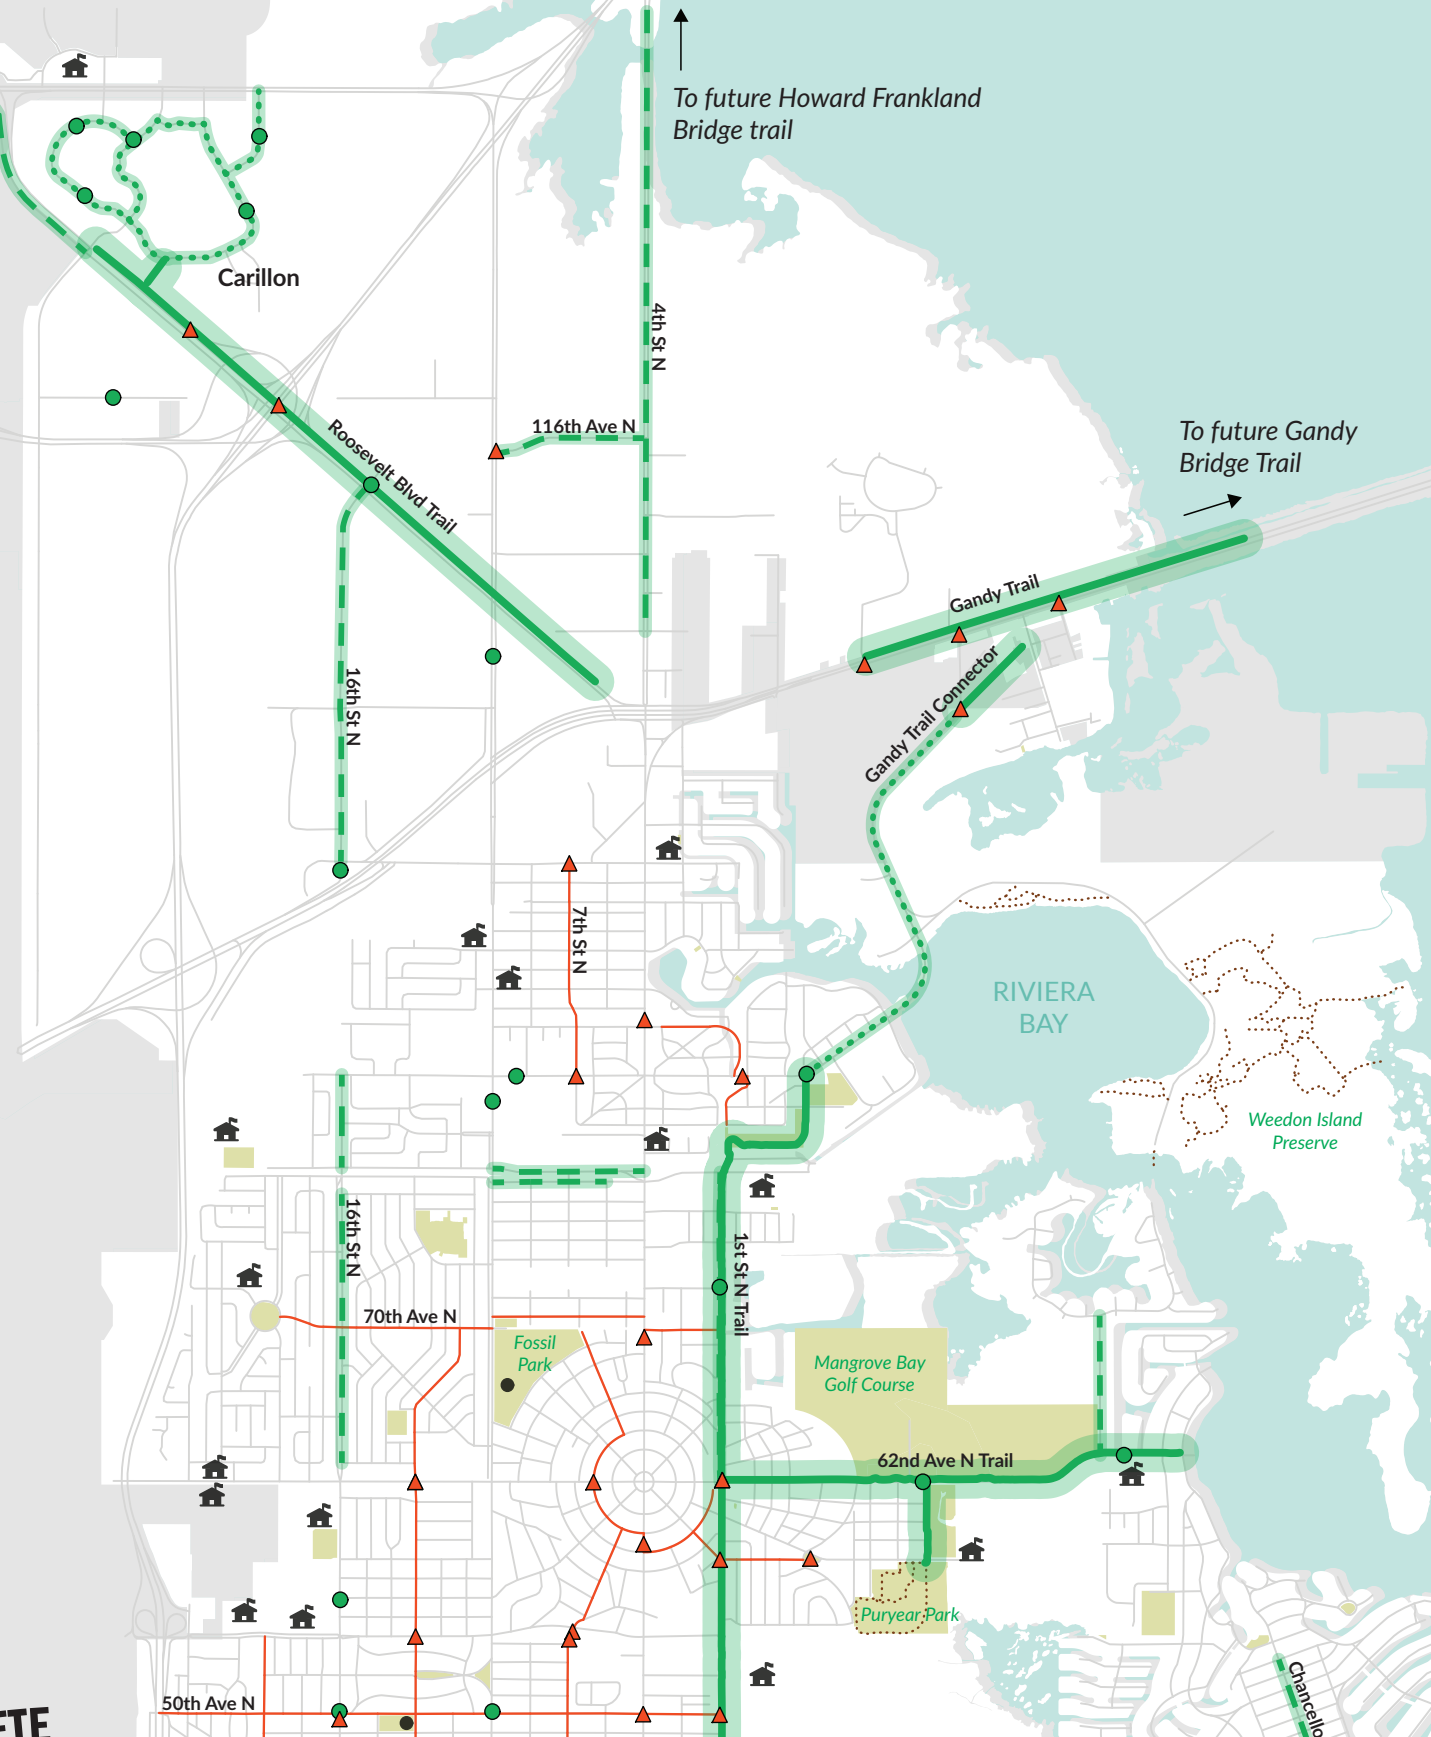 To future Howard Frankland
Bridge trail
Carillon
4th St N
116th Ave N
Roosevelt Blvd Trail
To future Gandy
Bridge Trail
Gandy Trail
Gandy Trail Connector
16th St N
7th St N
RIVIERA
BAY
Weedon Island
Preserve
16th St N
1st St N Trail
70th Ave N
Fossil
Park
Mangrove Bay
Golf Course
62nd Ave N Trail
Puryear Park
50th Ave N
Chancello